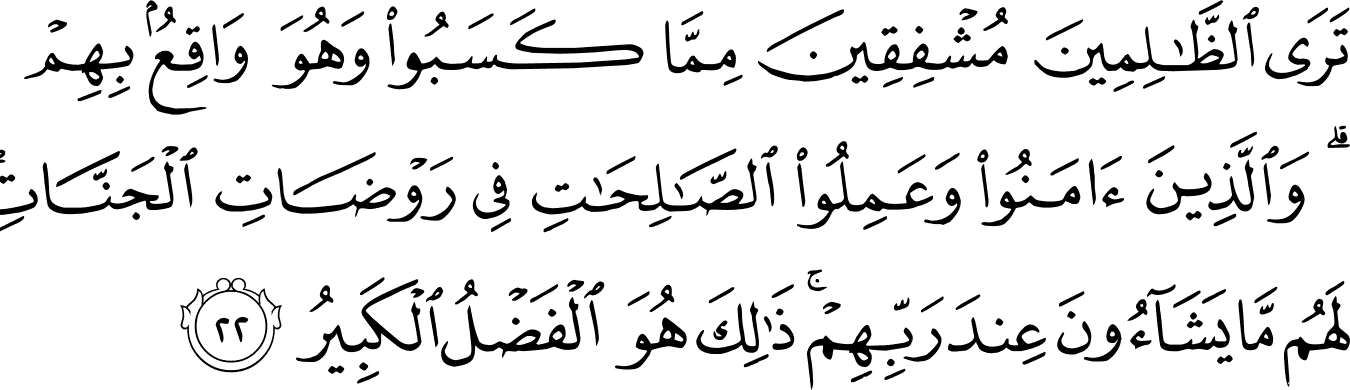 تَرَى ٱلظَّـٰلِمِينَ مُشْفِقِينَ مِمَّا كَسَبُوا۟ وَهُوَ وَاقِعٌۢ بِهِمْ
ۗ وَٱلَّذِينَ ءَامَنُوا۟ وَعَمِلُوا۟ ٱلصَّـٰلِحَـٰتِ فِى رَوْضَاتِ ٱلْجَنَّاتِ ۖ
لَهُم مَّا يَشَآءُونَ عِندَ رَبِّهِمْ ۚ ذَٰلِكَ هُوَ ٱلْفَضْلُ ٱلْكَبِيرُ ٢٢